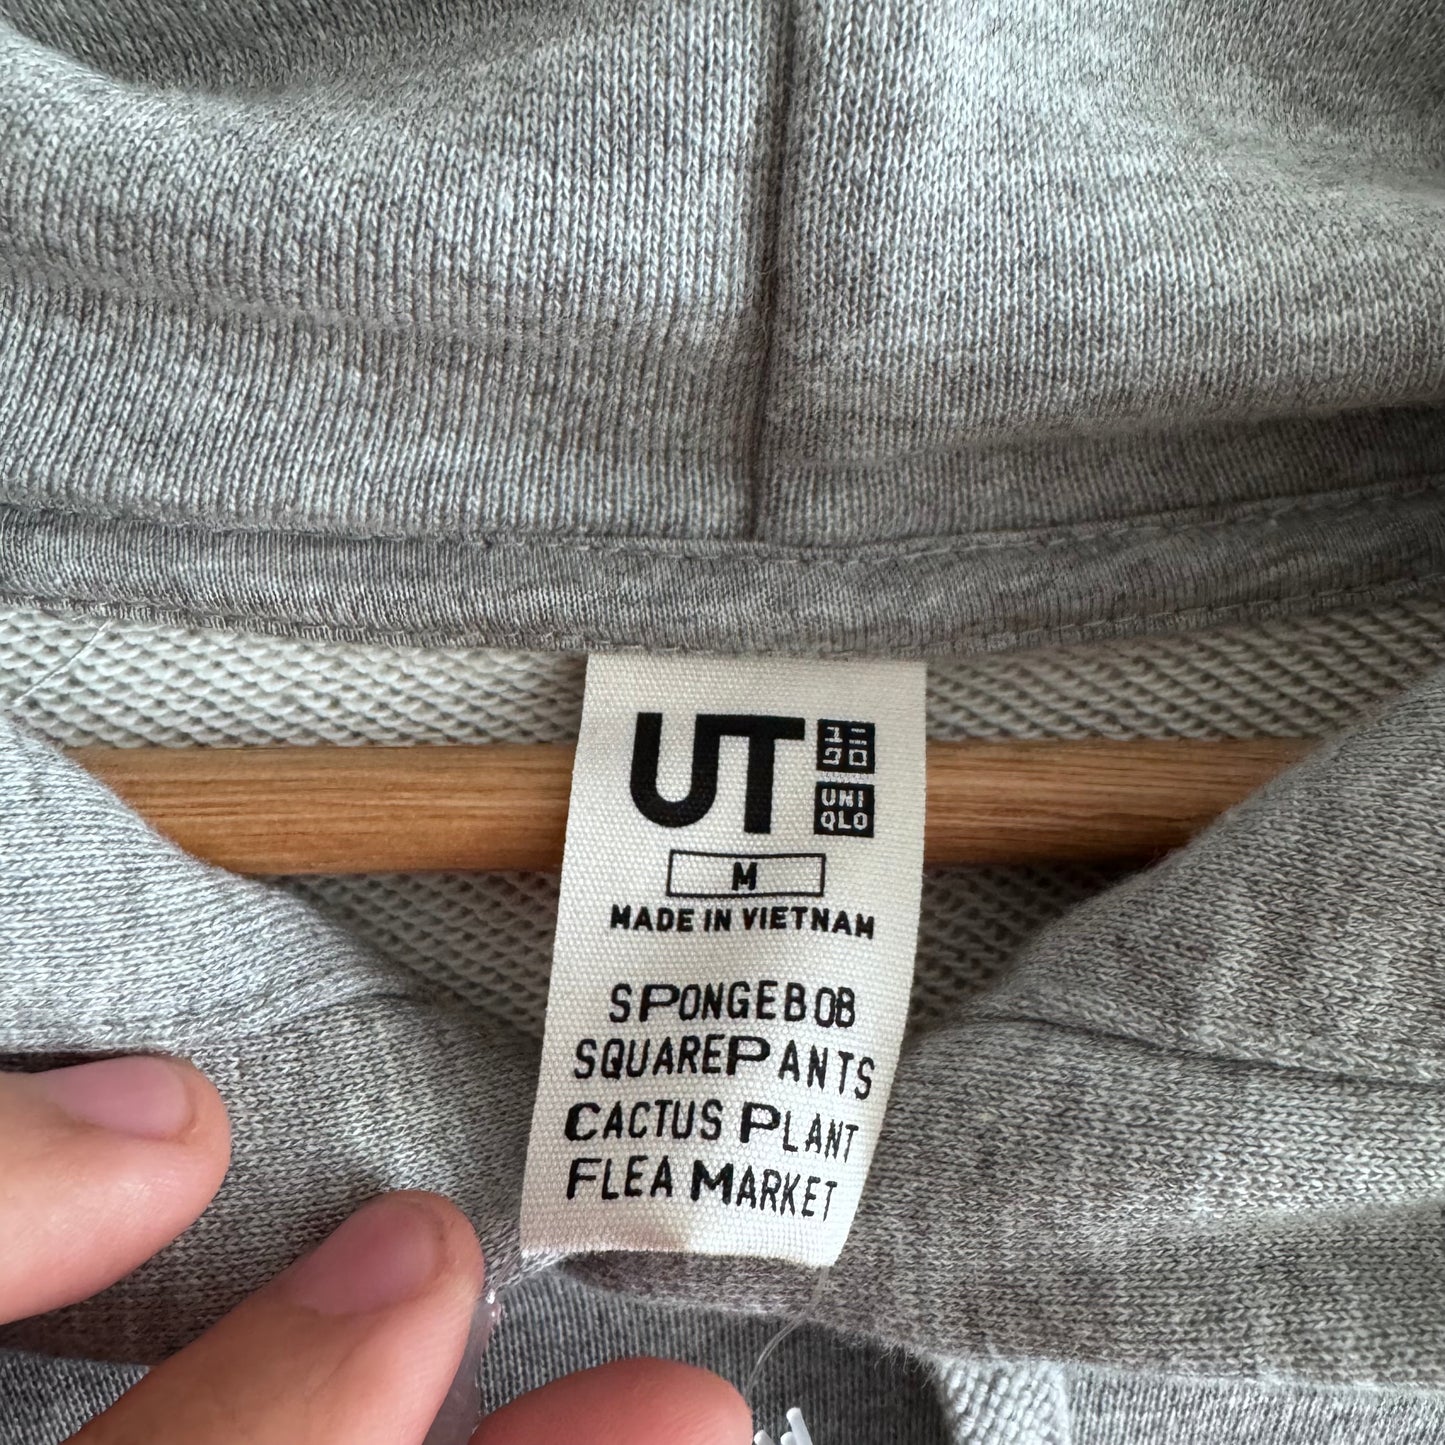 UT ユニ
クロ
UNI
QLO
M
MADE IN VIETNAM
SPONGEBOB
SQUAREPANTS
CACTUS PLANT
FLEA MARKET